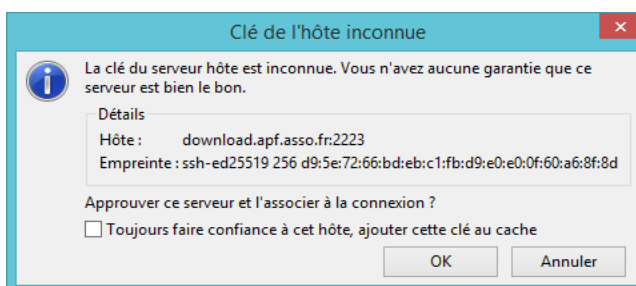 Clé de l'hôte inconnue
La clé du serveur hôte est inconnue. Vous n'avez aucune garantie que ce
serveur est bien le bon.
Détails
Hôte : download.apf.asso.fr:2223
Empreinte : ssh-ed25519 256 d9:5e:72:66:bd:eb:c1:fb:d9:e0:e0:0f:60:a6:8f:8d
Approuver ce serveur et l'associer à la connexion ?
Toujours faire confiance à cet hôte, ajouter cette clé au cache
OK Annuler